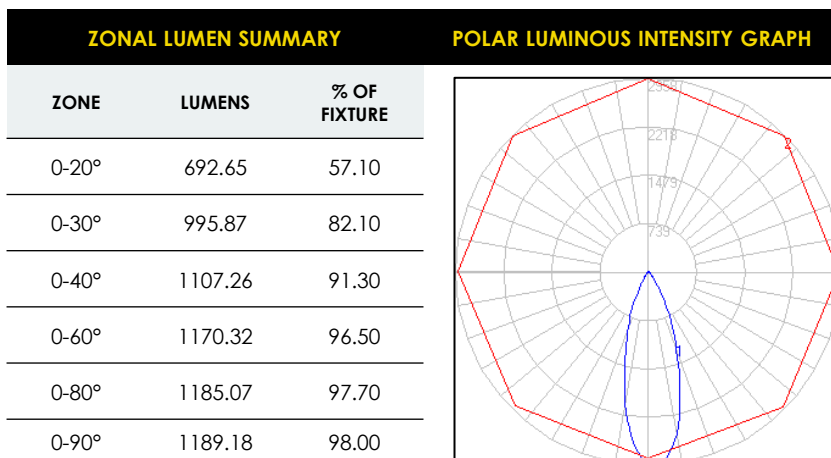 ZONAL LUMEN SUMMARY
POLAR LUMINOUS INTENSITY GRAPH
ZONE LUMENS % OF FIXTURE
0-20° 692.65 57.10
0-30° 995.87 82.10
0-40° 1107.26 91.30
0-60° 1170.32 96.50
0-80° 1185.07 97.70
0-90° 1189.18 98.00
2218
1479
739
2
1